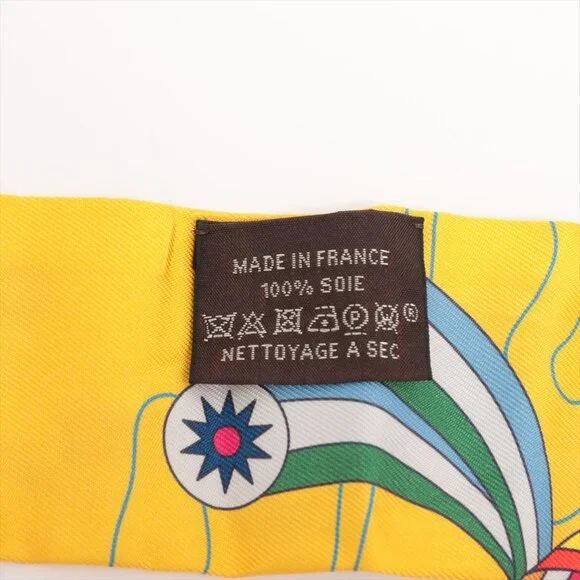 MADE IN FRANCE
100% SOIE
P ®
NETTOYAGE A SEC